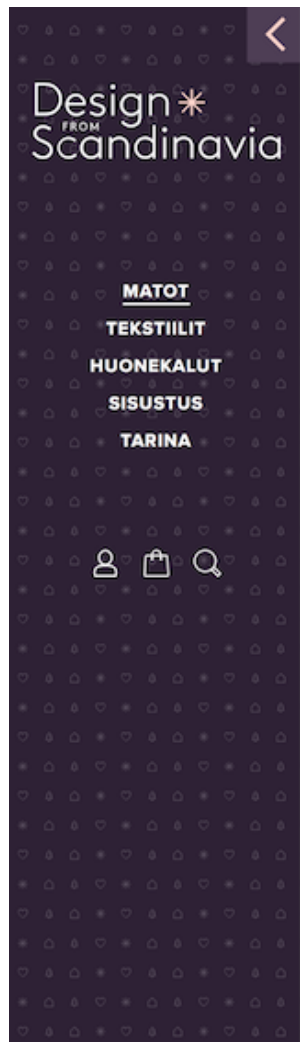 Design
FROM
Scandinavia
MATOT
TEKSTIILIT
HUONEKALUT
SISUSTUS
TARINA